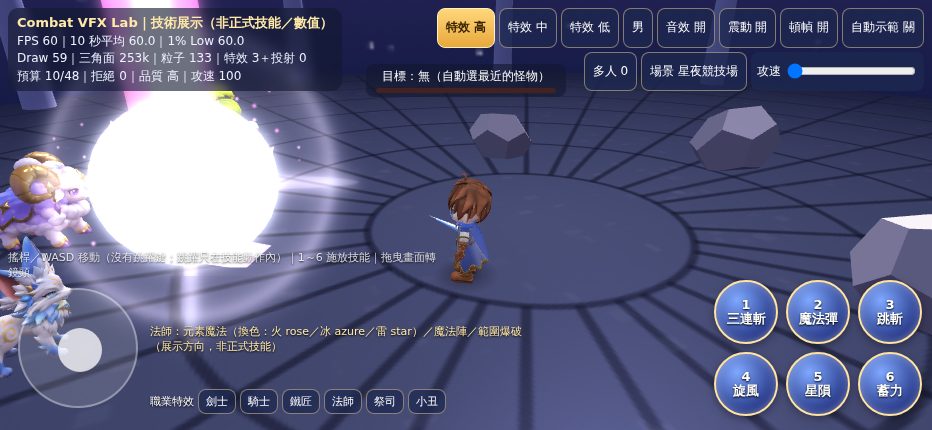 Combat VFX Lab｜技術展示（非正式技能／數值）
FPS 60｜10 秒平均 60.0｜1% Low 60.0
Draw 59｜三角面 253k｜粒子 133｜特效 3＋投射 0
預算 10/48｜拒絕 0｜品質 高｜攻速 100
特效 高
特效 中
特效 低
男
音效 開
震動 開
頓幀 開
自動示範 關
目標：無（自動選最近的怪物）
多人 0
場景 星夜競技場
攻速
搖桿／WASD 移動（沒有跳躍鍵
技能動作內）｜1~6 施放技能｜拖曳畫面轉
鏡頭
法師：元素魔法（換色：火 rose／冰 azure／雷 star）／魔法陣／範圍爆破
（展示方向，非正式技能）
職業特效
劍士
騎士
鐵匠
法師
祭司
小丑
1
三連斬
2
魔法彈
3
跳斬
4
旋風
5
星隕
6
蓄力